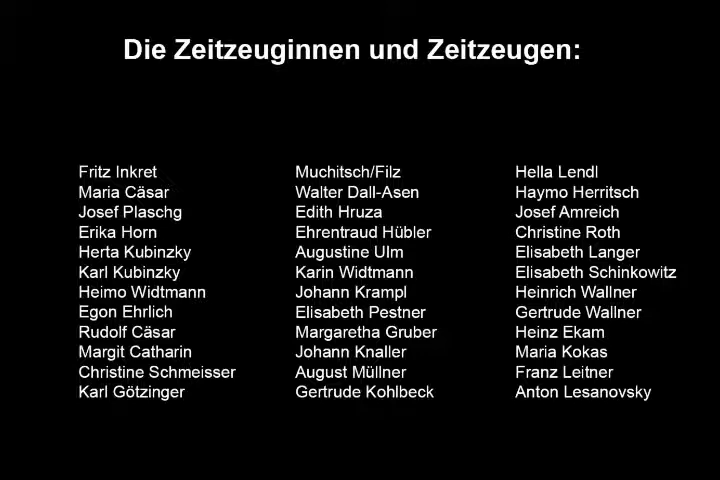 Die Zeitzeuginnen und Zeitzeugen:
Fritz Inkret
Maria Cäsar
Josef Plaschg
Erika Horn
Herta Kubinzky
Karl Kubinzky
Heimo Widtmann
Egon Ehrlich
Rudolf Cäsar
Margit Catharin
Christine Schmeisser
Karl Götzinger
Muchitsch/Filz
Walter Dall-Asen
Edith Hruza
Ehrentraud Hübler
Augustine Ulm
Karin Widtmann
Johann Krampl
Elisabeth Pestner
Margaretha Gruber
Johann Knaller
August Müllner
Gertrude Kohlbeck
Hella Lendl
Haymo Herritsch
Josef Amreich
Christine Roth
Elisabeth Langer
Elisabeth Schinkowitz
Heinrich Wallner
Gertrude Wallner
Heinz Ekam
Maria Kokas
Franz Leitner
Anton Lesanovsky